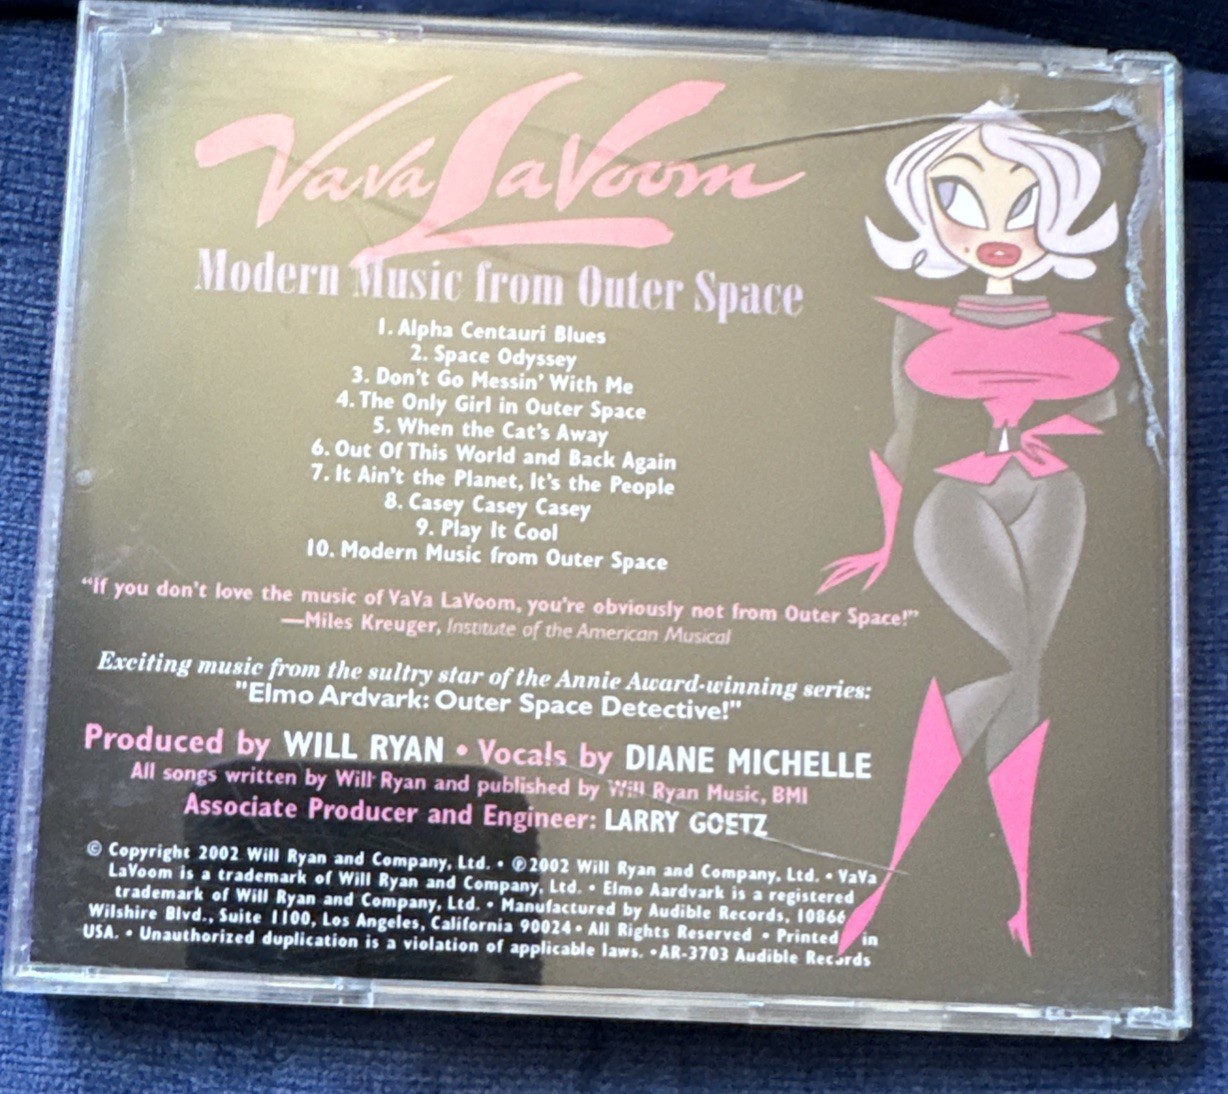 VaVa LaVoom
Modern Music from Outer Space
1. Alpha Centauri Blues
2. Space Odyssey
3. Don't Go Messin' With Me
4. The Only Girl in Outer Space
5. When the Cat's Away
6. Out Of This World and Back Again
7. It Ain't the Planet, It's the People
8. Casey Casey Casey
9. Play It Cool
10. Modern Music from Outer Space
“If you don't love the music of VaVa LaVoom, you're obviously not from Outer Space!”
—Miles Kreuger, Institute of the American Musical
Exciting music from the sultry star of the Annie Award-winning series:
"Elmo Ardvark: Outer Space Detective!"
Produced by WILL RYAN • Vocals by DIANE MICHELLE
All songs written by Will Ryan and published by Will Ryan Music, BMI
Associate Producer and Engineer: LARRY GOETZ
© Copyright 2002 Will Ryan and Company, Ltd. • ℗2002 Will Ryan and Company, Ltd. • VaVa
LaVoom is a trademark of Will Ryan and Company, Ltd. • Elmo Aardvark is a registered
trademark of Will Ryan and Company, Ltd. • Manufactured by Audible Records, 10866
Wilshire Blvd., Suite 1100, Los Angeles, California 90024 • All Rights Reserved • Printed in
USA. • Unauthorized duplication is a violation of applicable laws. •AR-3703 Audible Records